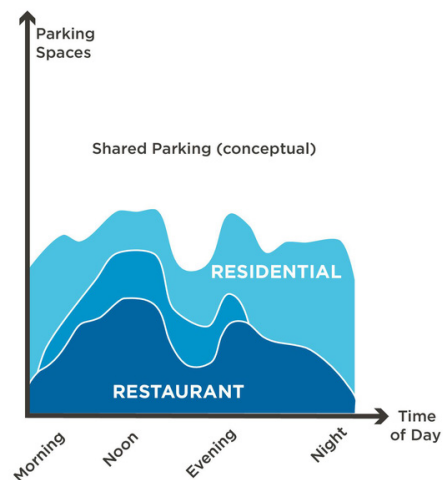 Parking
Spaces
Shared Parking (conceptual)
RESIDENTIAL
RESTAURANT
Time
of Day
Morning
Noon
Evening
Night